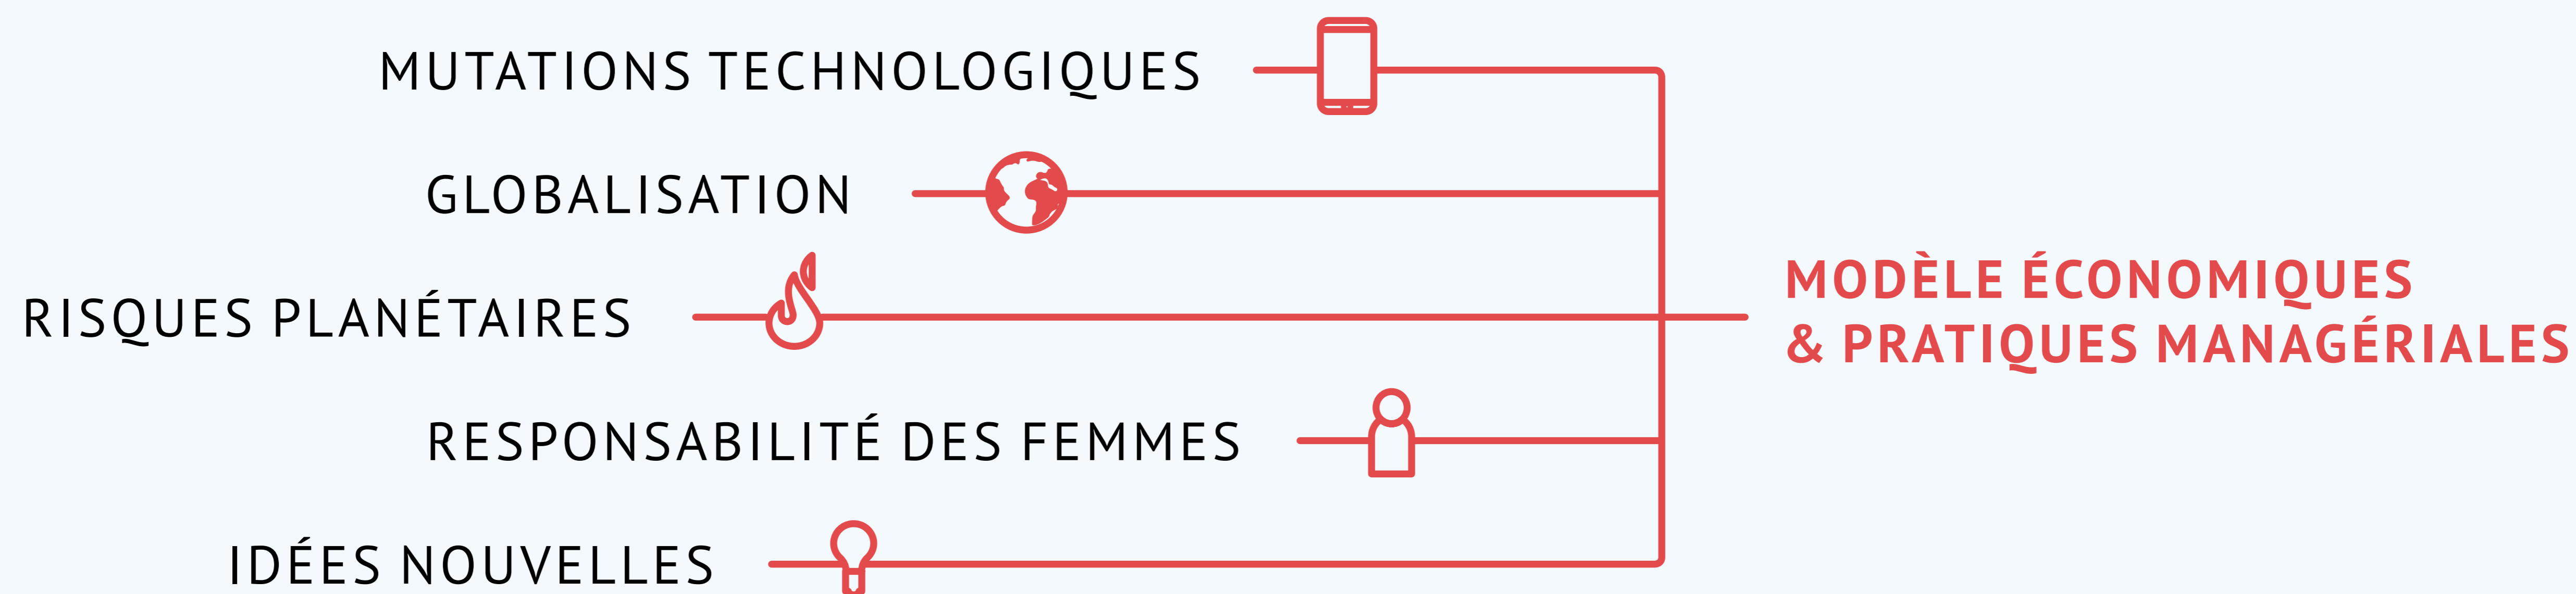 MUTATIONS TECHNOLOGIQUES
GLOBALISATION
RISQUES PLANÉTAIRES
RESPONSABILITÉ DES FEMMES
IDÉES NOUVELLES
MODÈLE ÉCONOMIQUES
& PRATIQUES MANAGÉRIALES